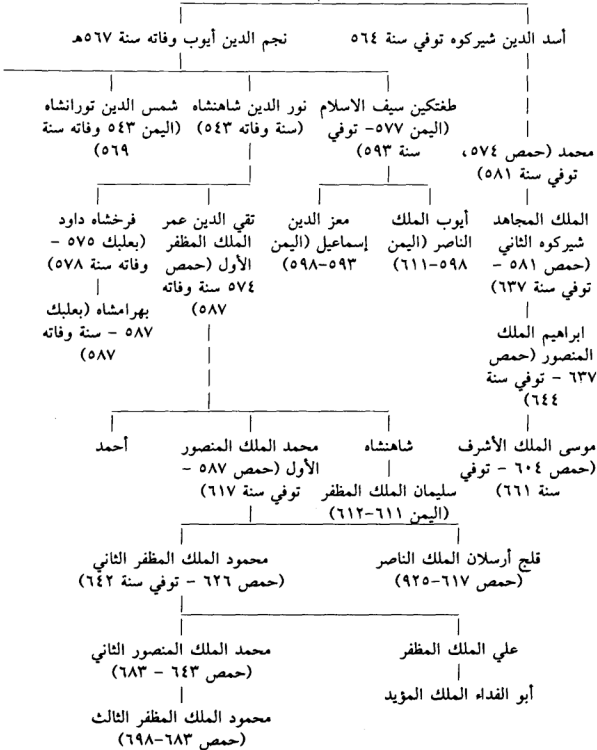 أسد الدين شيركوه توفي سنة ٥٦٤
نجم الدين أيوب وفاته سنة ٥٦٧هـ
محمد (حمص ٥٧٤،
توفي سنة ٥٨١)
طغتكين سيف الاسلام
(اليمن ٥٧٧- توفي
سنة ٥٩٣)
نور الدين شاهنشاه
(سنة وفاته ٥٤٣)
شمس الدين تورانشاه
(اليمن ٥٤٣ وفاته سنة
٥٦٩)
الملك المجاهد
شيركوه الثاني
(حمص ٥٨١ -
توفي سنة ٦٣٧)
أيوب الملك
الناصر (اليمن
٥٩٨-٦١١)
معز الدين
إسماعيل (اليمن
٥٩٣-٥٩٨)
تقي الدين عمر
الملك المظفر
الأول (حمص
٥٧٤ سنة وفاته
٥٨٧)
فرخشاه داود
(بعلبك ٥٧٥ -
وفاته سنة ٥٧٨)
بهرامشاه (بعلبك
٥٨٧ - سنة وفاته
٥٨٧)
ابراهيم الملك
المنصور (حمص
٦٣٧ - توفي سنة
٦٤٤)
موسى الملك الأشرف
(حمص ٦٠٤ - توفي
سنة ٦٦١)
شاهنشاه
سليمان الملك المظفر
(اليمن ٦١١-٦١٢)
محمد الملك المنصور
الأول (حمص ٥٨٧ -
توفي سنة ٦١٧)
أحمد
قلج أرسلان الملك الناصر
(حمص ٦١٧-٩٢٥)
محمود الملك المظفر الثاني
(حمص ٦٢٦ - توفي سنة ٦٤٢)
علي الملك المظفر
أبو الفداء الملك المؤيد
محمد الملك المنصور الثاني
(حمص ٦٤٣ - ٦٨٣)
محمود الملك المظفر الثالث
(حمص ٦٨٣-٦٩٨)